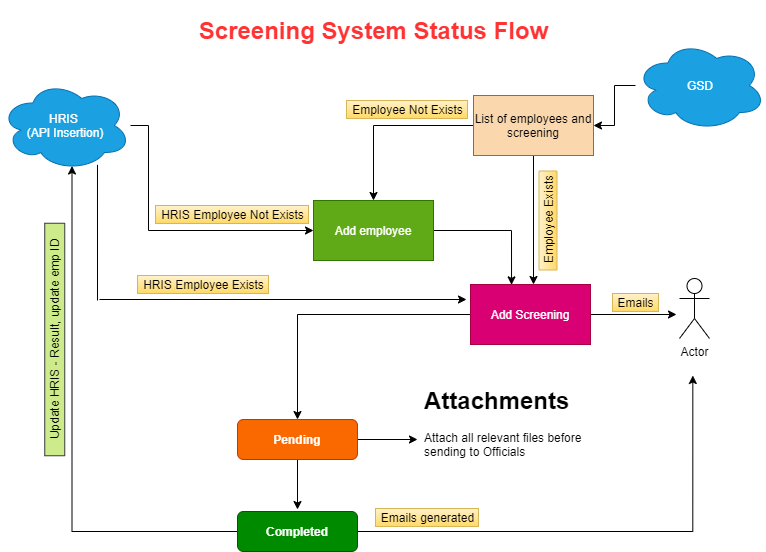 Screening System Status Flow
HRIS
(API Insertion)
GSD
Employee Not Exists
List of employees and
screening
Employee Exists
HRIS Employee Not Exists
Add employee
HRIS Employee Exists
Add Screening
Emails
Actor
Update HRIS - Result, update emp ID
Attachments
Pending
Attach all relevant files before
sending to Officials
Completed
Emails generated